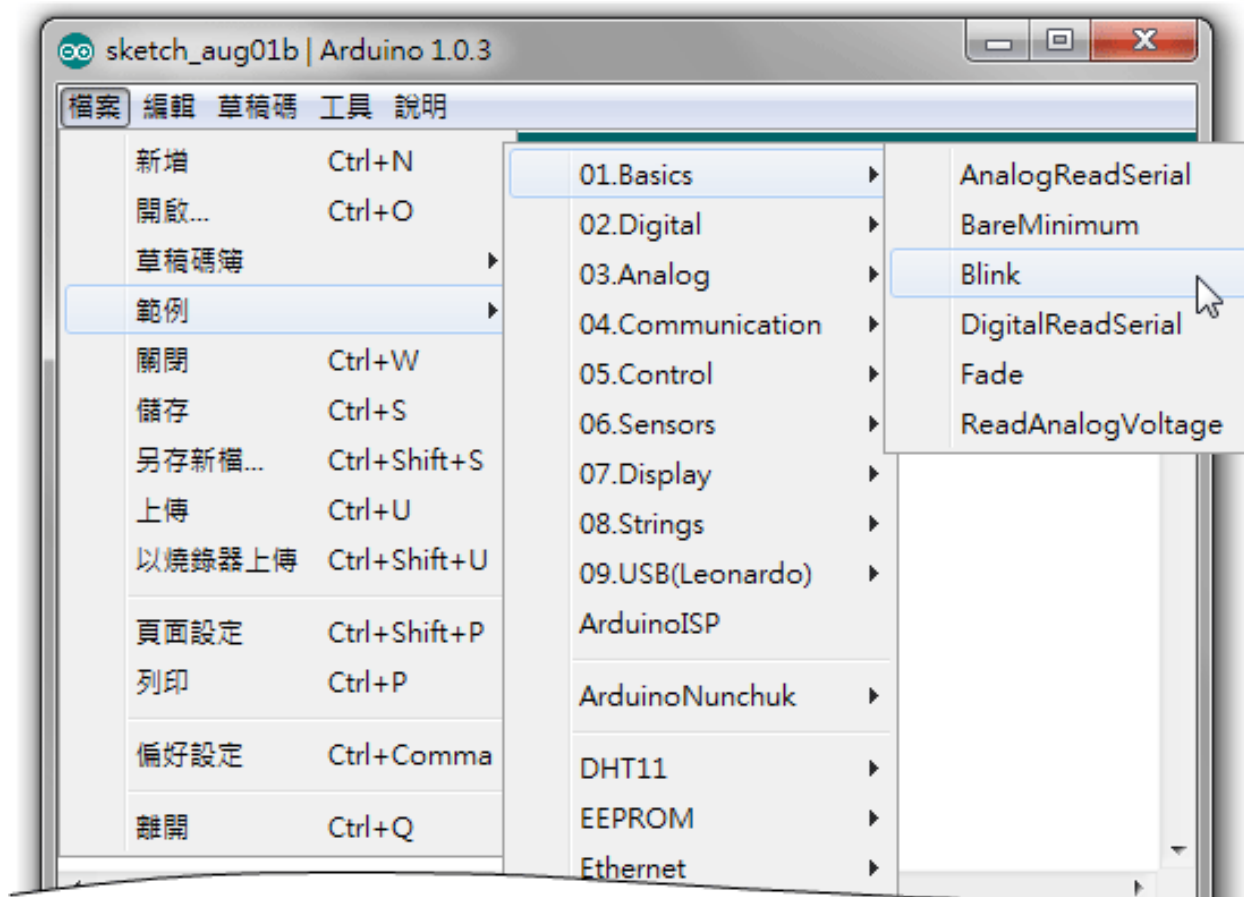 sketch_aug01b | Arduino 1.0.3
檔案 編輯 草稿碼 工具 說明
新增 Ctrl+N
開啟... Ctrl+O
草稿碼簿
範例
關閉 Ctrl+W
儲存 Ctrl+S
另存新檔... Ctrl+Shift+S
上傳 Ctrl+U
以燒錄器上傳 Ctrl+Shift+U
頁面設定 Ctrl+Shift+P
列印 Ctrl+P
偏好設定 Ctrl+Comma
離開 Ctrl+Q
01.Basics
02.Digital
03.Analog
04.Communication
05.Control
06.Sensors
07.Display
08.Strings
09.USB(Leonardo)
ArduinoISP
ArduinoNunchuk
DHT11
EEPROM
Ethernet
AnalogReadSerial
BareMinimum
Blink
DigitalReadSerial
Fade
ReadAnalogVoltage